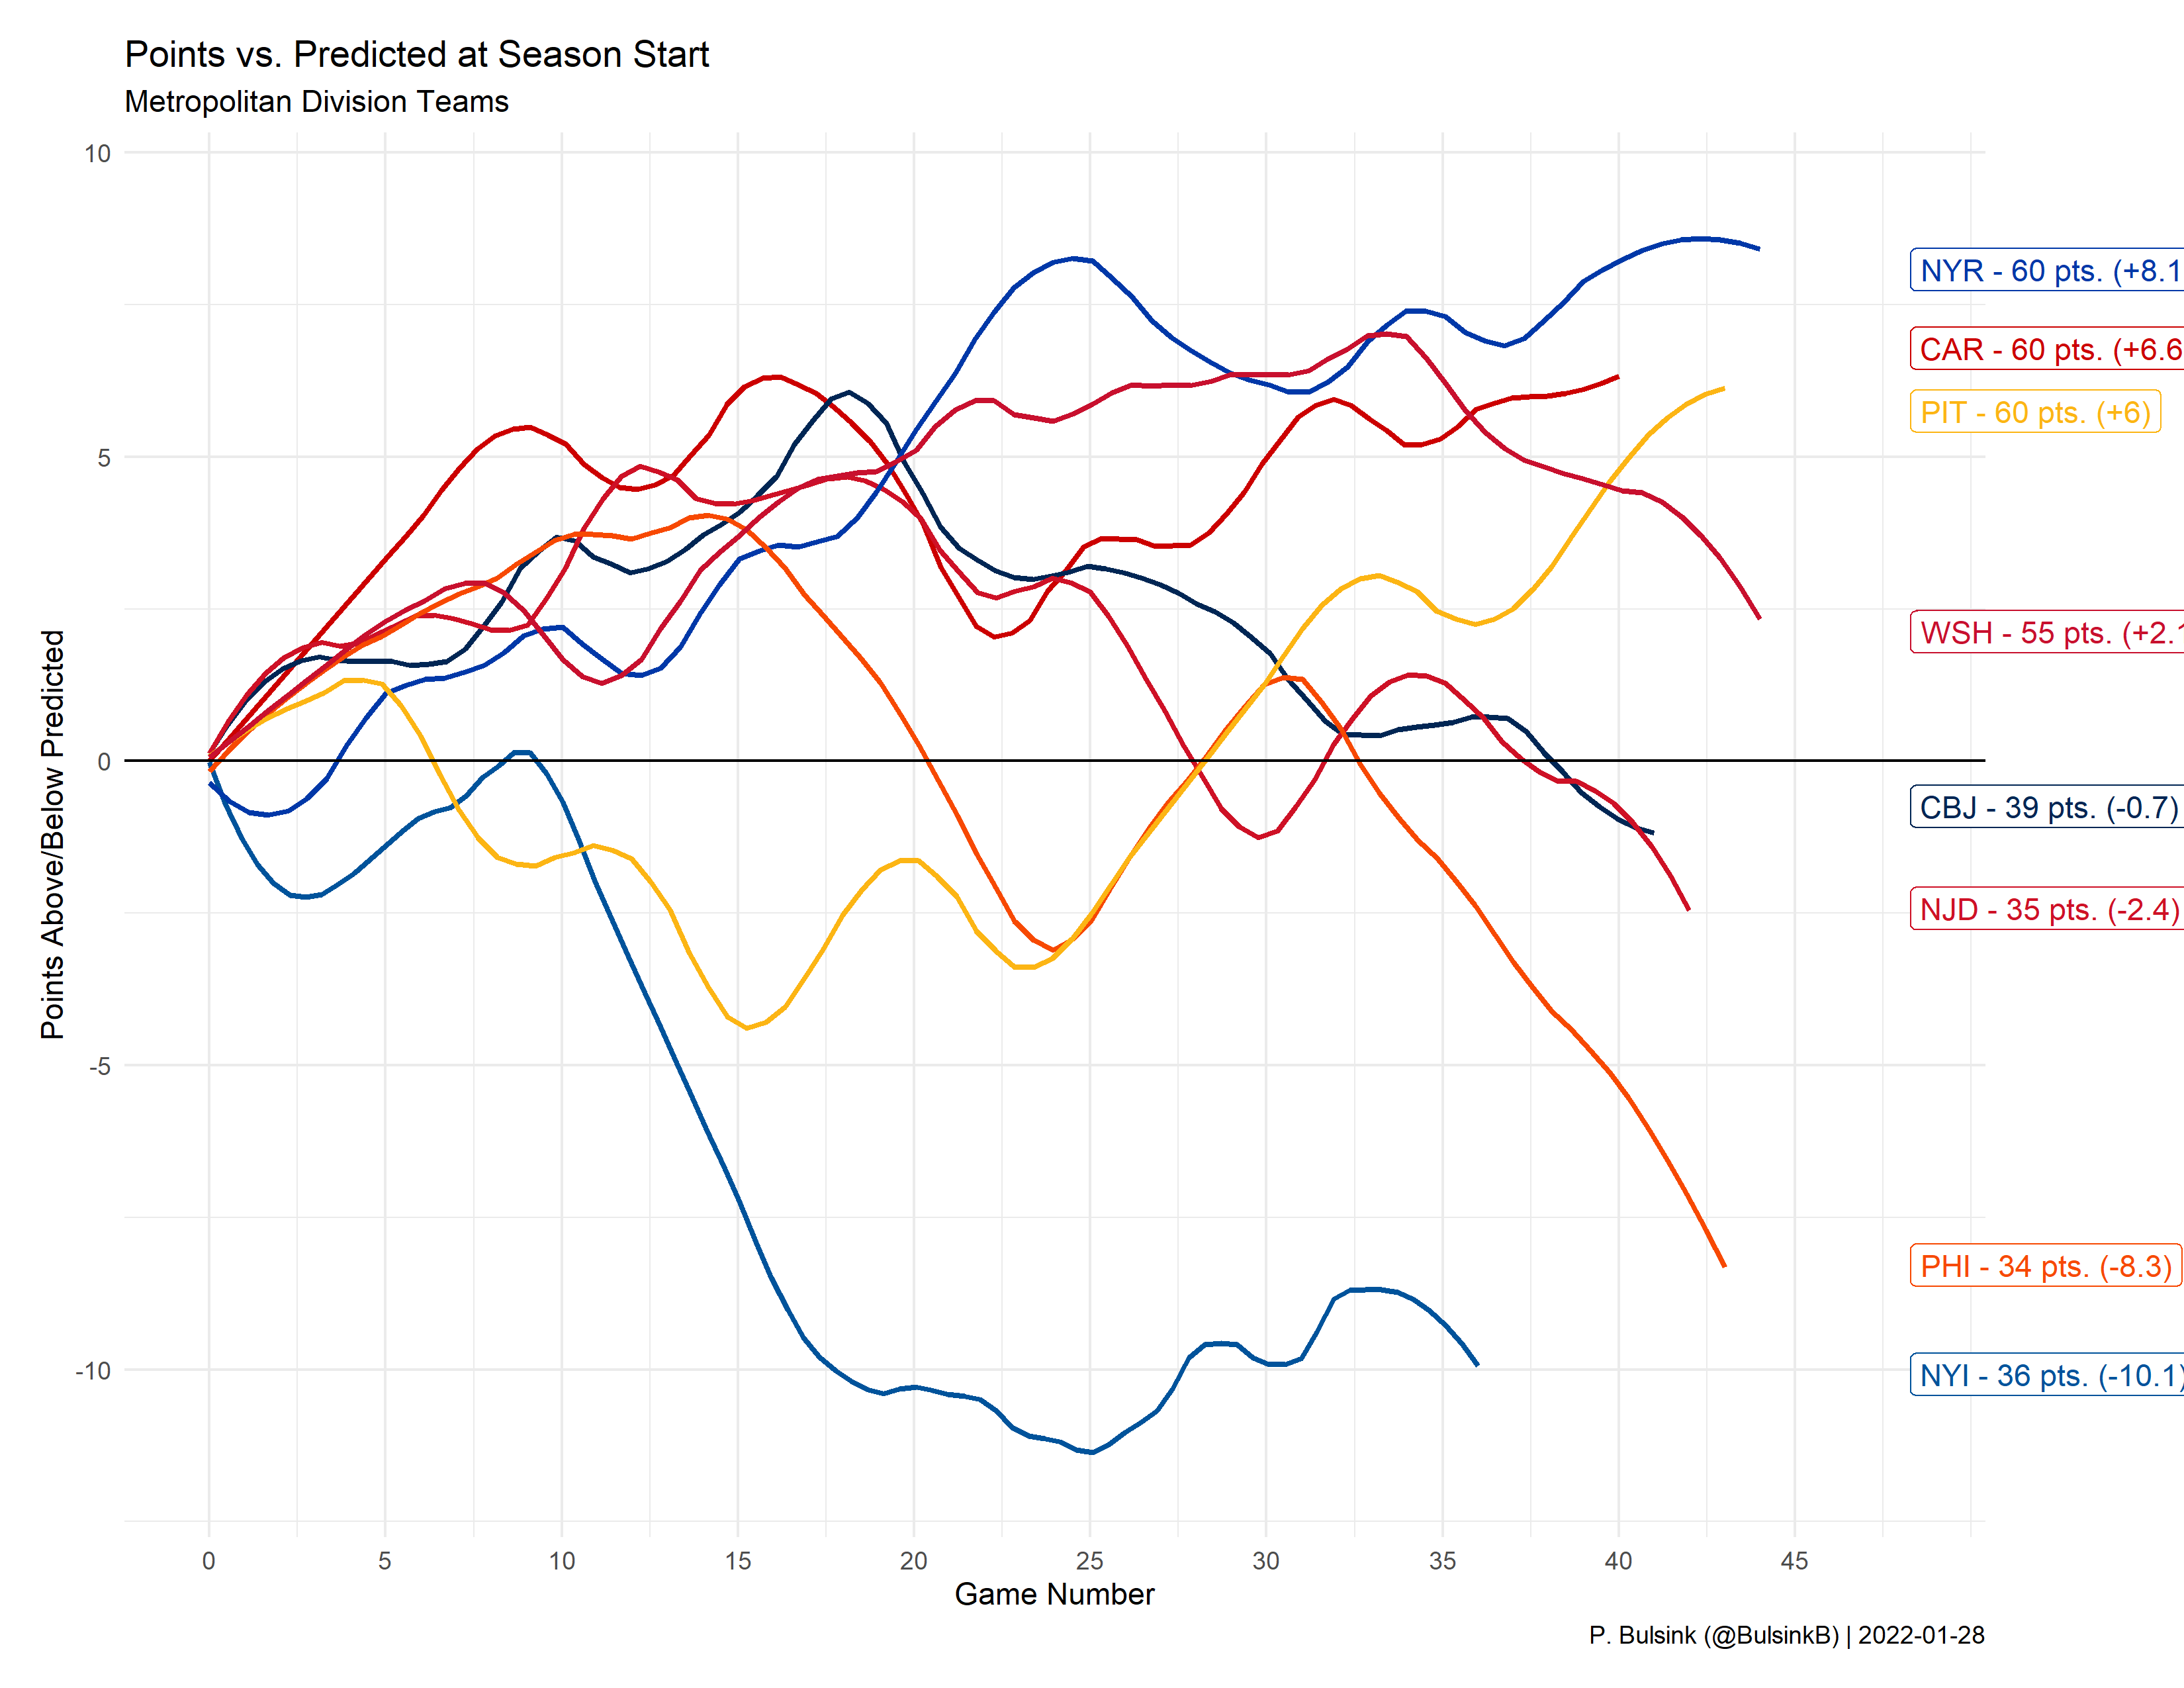 Points vs. Predicted at Season Start
Metropolitan Division Teams
Points Above/Below Predicted
10
5
0
-5
-10
NYR - 60 pts. (+8.1
CAR - 60 pts. (+6.6
PIT - 60 pts. (+6)
WSH - 55 pts. (+2.1
CBJ - 39 pts. (-0.7)
NJD - 35 pts. (-2.4)
PHI - 34 pts. (-8.3)
NYI - 36 pts. (-10.1)
0 5 10 15 20 25 30 35 40 45
Game Number
P. Bulsink (@BulsinkB) | 2022-01-28